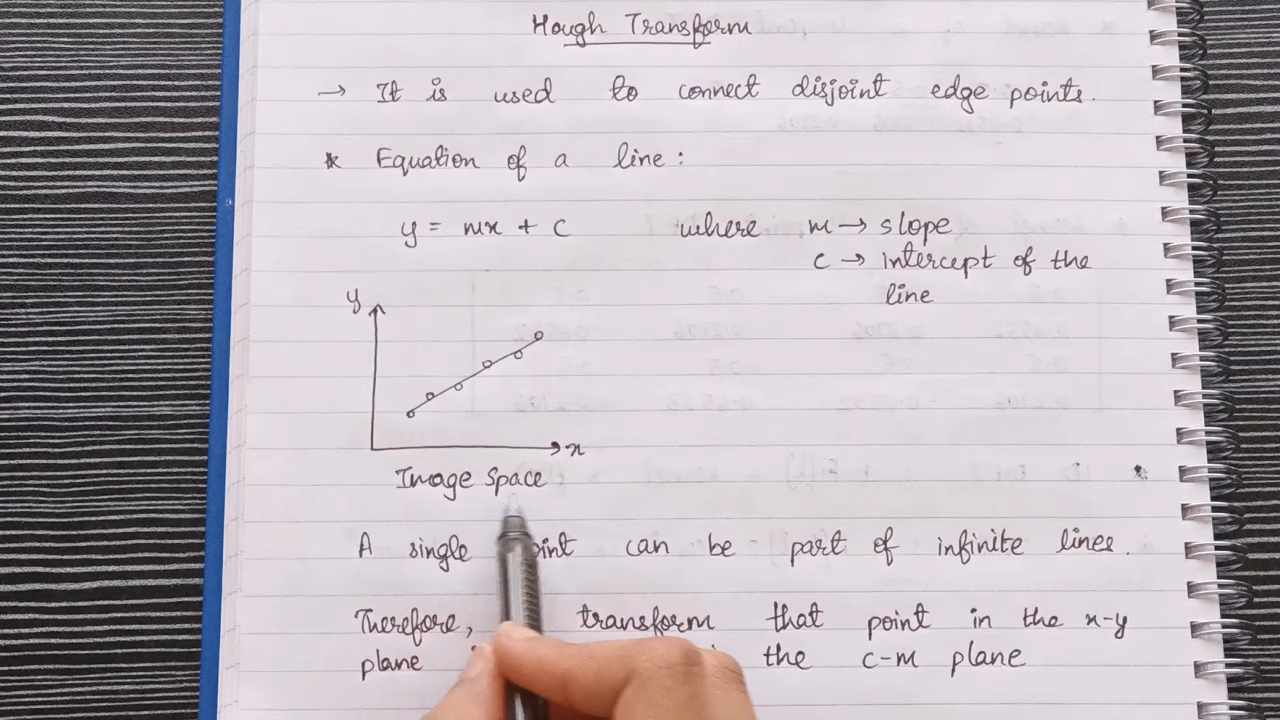 Hough Transform
→ It is used to connect disjoint edge points.
* Equation of a line :
y = mx + c where m → slope
c → intercept of the
line
y
x
Image Space
A single can be part of infinite lines.
Therefore, transform that point in the x-y
plane the c-m plane